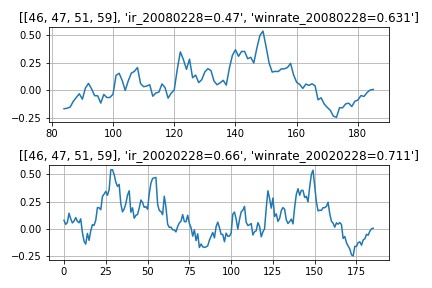 [[46, 47, 51, 59], 'ir_20080228=0.47', 'winrate_20080228=0.631']
0.50
0.25
0.00
−0.25
80 100 120 140 160 180
[[46, 47, 51, 59], 'ir_20020228=0.66', 'winrate_20020228=0.711']
0.50
0.25
0.00
−0.25
0 25 50 75 100 125 150 175